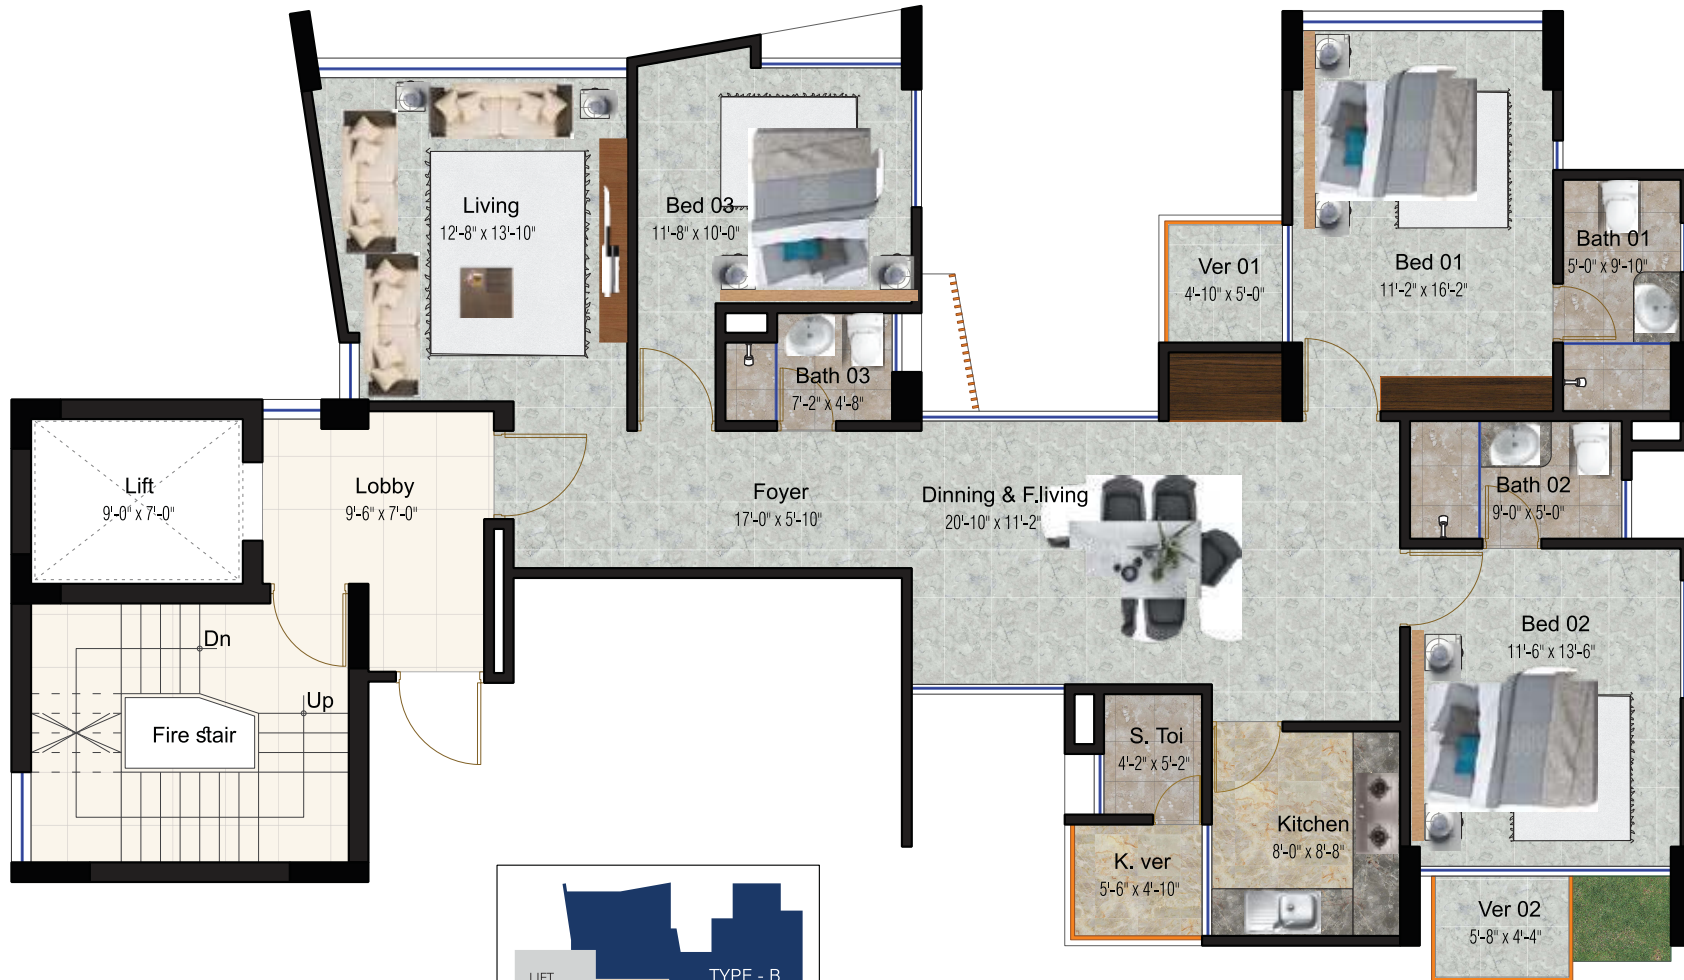 Living
12'-8" x 13'-10"
Bed 03
11'-8" x 10'-0"
Bath 03
7'-2" x 4'-8"
Ver 01
4'-10" x 5'-0"
Bed 01
11'-2" x 16'-2"
Bath 01
5'-0" x 9'-10"
Lift
9'-0" x 7'-0"
Lobby
9'-6" x 7'-0"
Foyer
17'-0" x 5'-10"
Dinning & F.living
20'-10" x 11'-2"
Bath 02
9'-0" x 5'-0"
Bed 02
11'-6" x 13'-6"
Dn
Up
Fire stair
S. Toi
4'-2" x 5'-2"
Kitchen
8'-0" x 8'-8"
K. ver
5'-6" x 4'-10"
Ver 02
5'-8" x 4'-4"
LIFT
TYPE - B